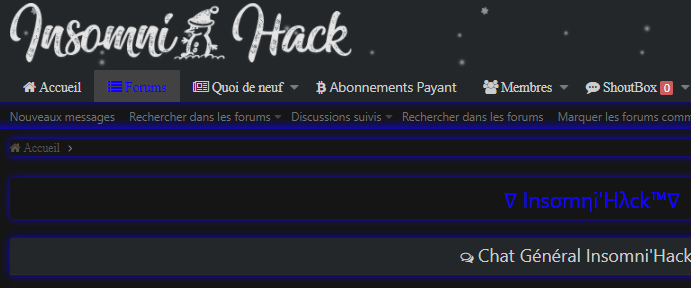 Insomni Hack
Accueil Forums Quoi de neuf Abonnements Payant Membres ShoutBox 0
Nouveaux messages Rechercher dans les forums Discussions suivis Rechercher dans les forums Marquer les forums comm
Accueil
∇ Insomηi'Hλck™∇
Chat Général Insomni'Hack